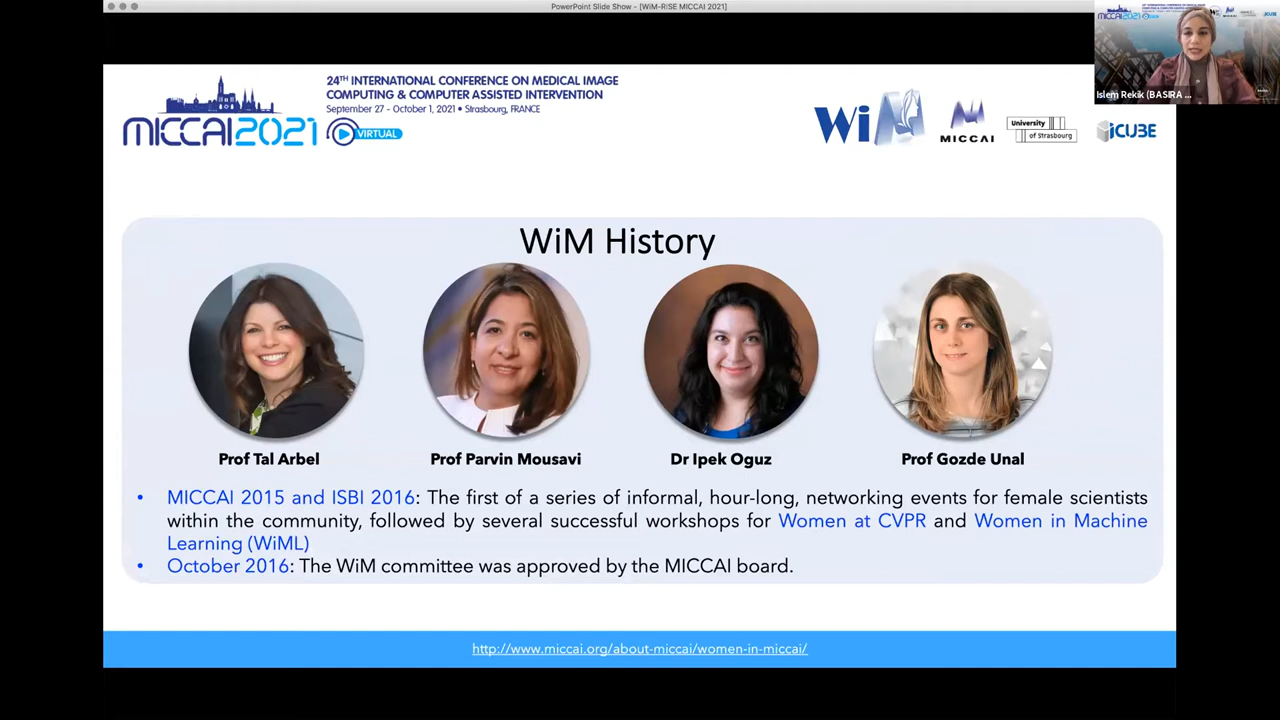 PowerPoint Slide Show - [WiM-RISE MICCAI 2021]
MICCAI2021
24TH INTERNATIONAL CONFERENCE ON MEDICAL IMAGE
COMPUTING & COMPUTER ASSISTED INTERVENTION
September 27 - October 1, 2021 • Strasbourg, FRANCE
VIRTUAL
WiM
MICCAI
University
of Strasbourg
iCUBE
Islem Rekik (BASIRA ...
WiM History
Prof Tal Arbel
Prof Parvin Mousavi
Dr Ipek Oguz
Prof Gozde Unal
• MICCAI 2015 and ISBI 2016: The first of a series of informal, hour-long, networking events for female scientists
within the community, followed by several successful workshops for Women at CVPR and Women in Machine
Learning (WiML)
• October 2016: The WiM committee was approved by the MICCAI board.
http://www.miccai.org/about-miccai/women-in-miccai/